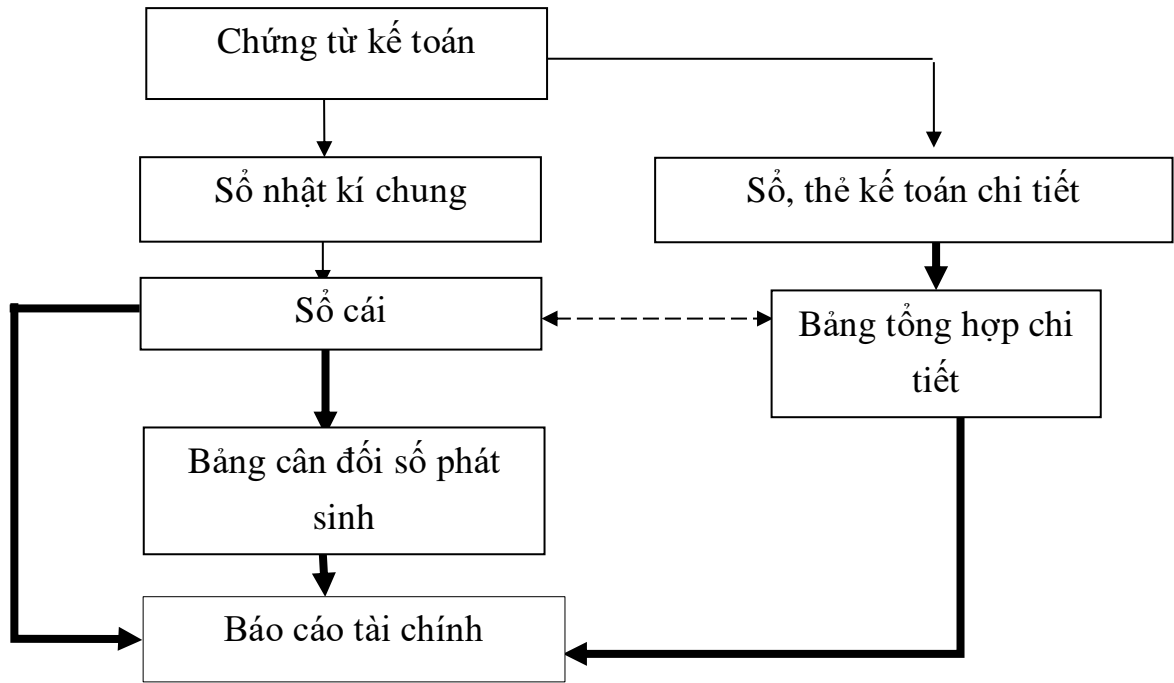 Chứng từ kế toán
Sổ nhật kí chung
Sổ, thẻ kế toán chi tiết
Sổ cái
Bảng tổng hợp chi
tiết
Bảng cân đối số phát
sinh
Báo cáo tài chính